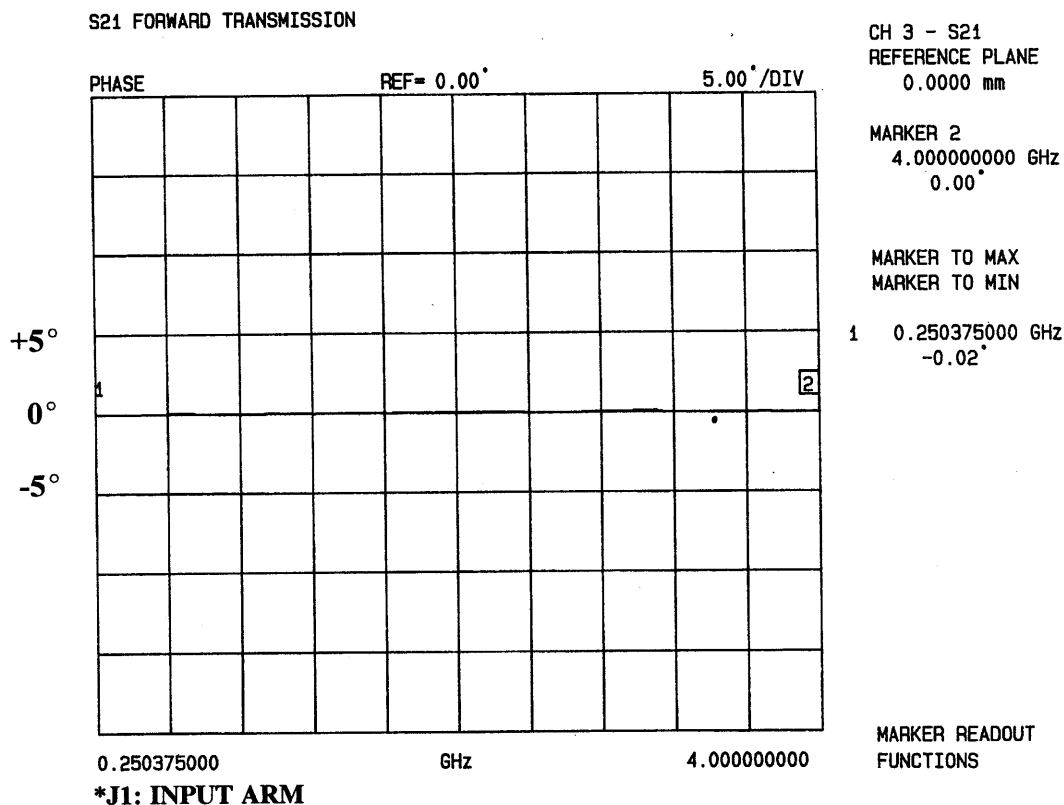 S21 FORWARD TRANSMISSION
CH 3 - S21
REFERENCE PLANE
0.0000 mm
PHASE REF= 0.00° 5.00°/DIV
MARKER 2
4.000000000 GHz
0.00°
MARKER TO MAX
MARKER TO MIN
+5°
1 0.250375000 GHz
-0.02°
1
2
0°
-5°
MARKER READOUT
FUNCTIONS
0.250375000 GHz 4.000000000
*J1: INPUT ARM